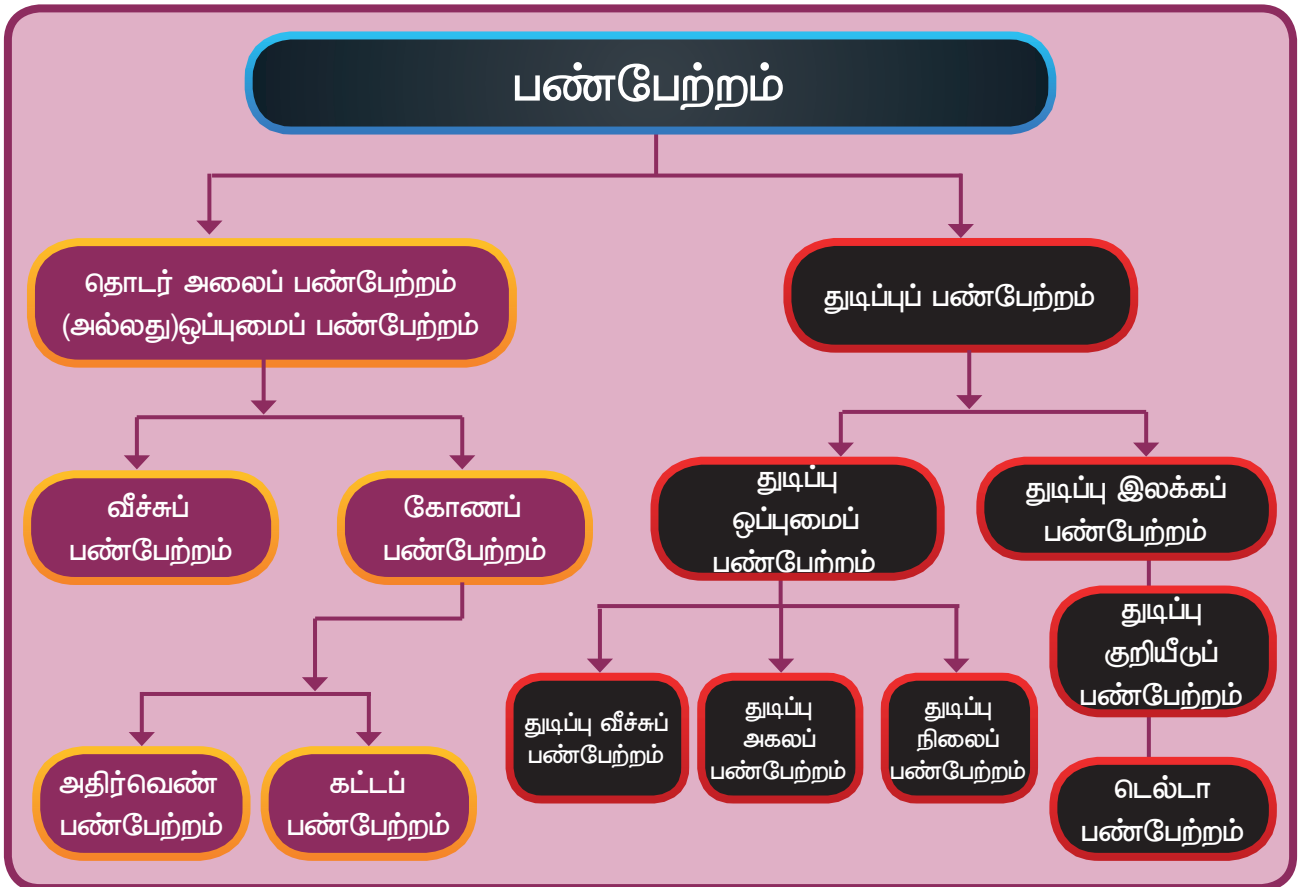 பண்பேற்றம்
தொடர் அலைப் பண்பேற்றம்
(அல்லது)ஒப்புமைப் பண்பேற்றம்
துடிப்புப் பண்பேற்றம்
வீச்சுப்
பண்பேற்றம்
கோணப்
பண்பேற்றம்
துடிப்பு
ஒப்புமைப்
பண்பேற்றம்
துடிப்பு இலக்கப்
பண்பேற்றம்
அதிர்வெண்
பண்பேற்றம்
கட்டப்
பண்பேற்றம்
துடிப்பு வீச்சுப்
பண்பேற்றம்
துடிப்பு
அகலப்
பண்பேற்றம்
துடிப்பு
நிலைப்
பண்பேற்றம்
துடிப்பு
குறியீடுப்
பண்பேற்றம்
டெல்டா
பண்பேற்றம்